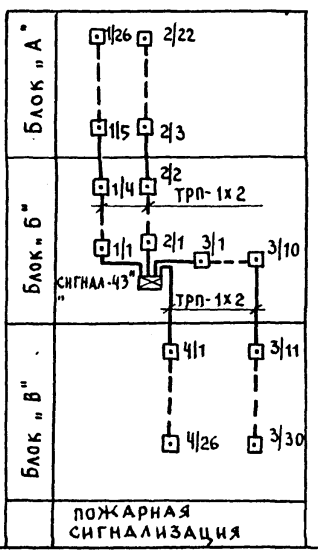 Блок „А"
1/26
2/22
1/5
2/3
Блок „Б"
1/4
2/2
ТРП-1х2
1/1
2/1
3/1
3/10
„СИГНАЛ-43"
ТРП-1х2
Блок „В"
4/1
3/11
4/26
3/30
ПОЖАРНАЯ
СИГНАЛИЗАЦИЯ